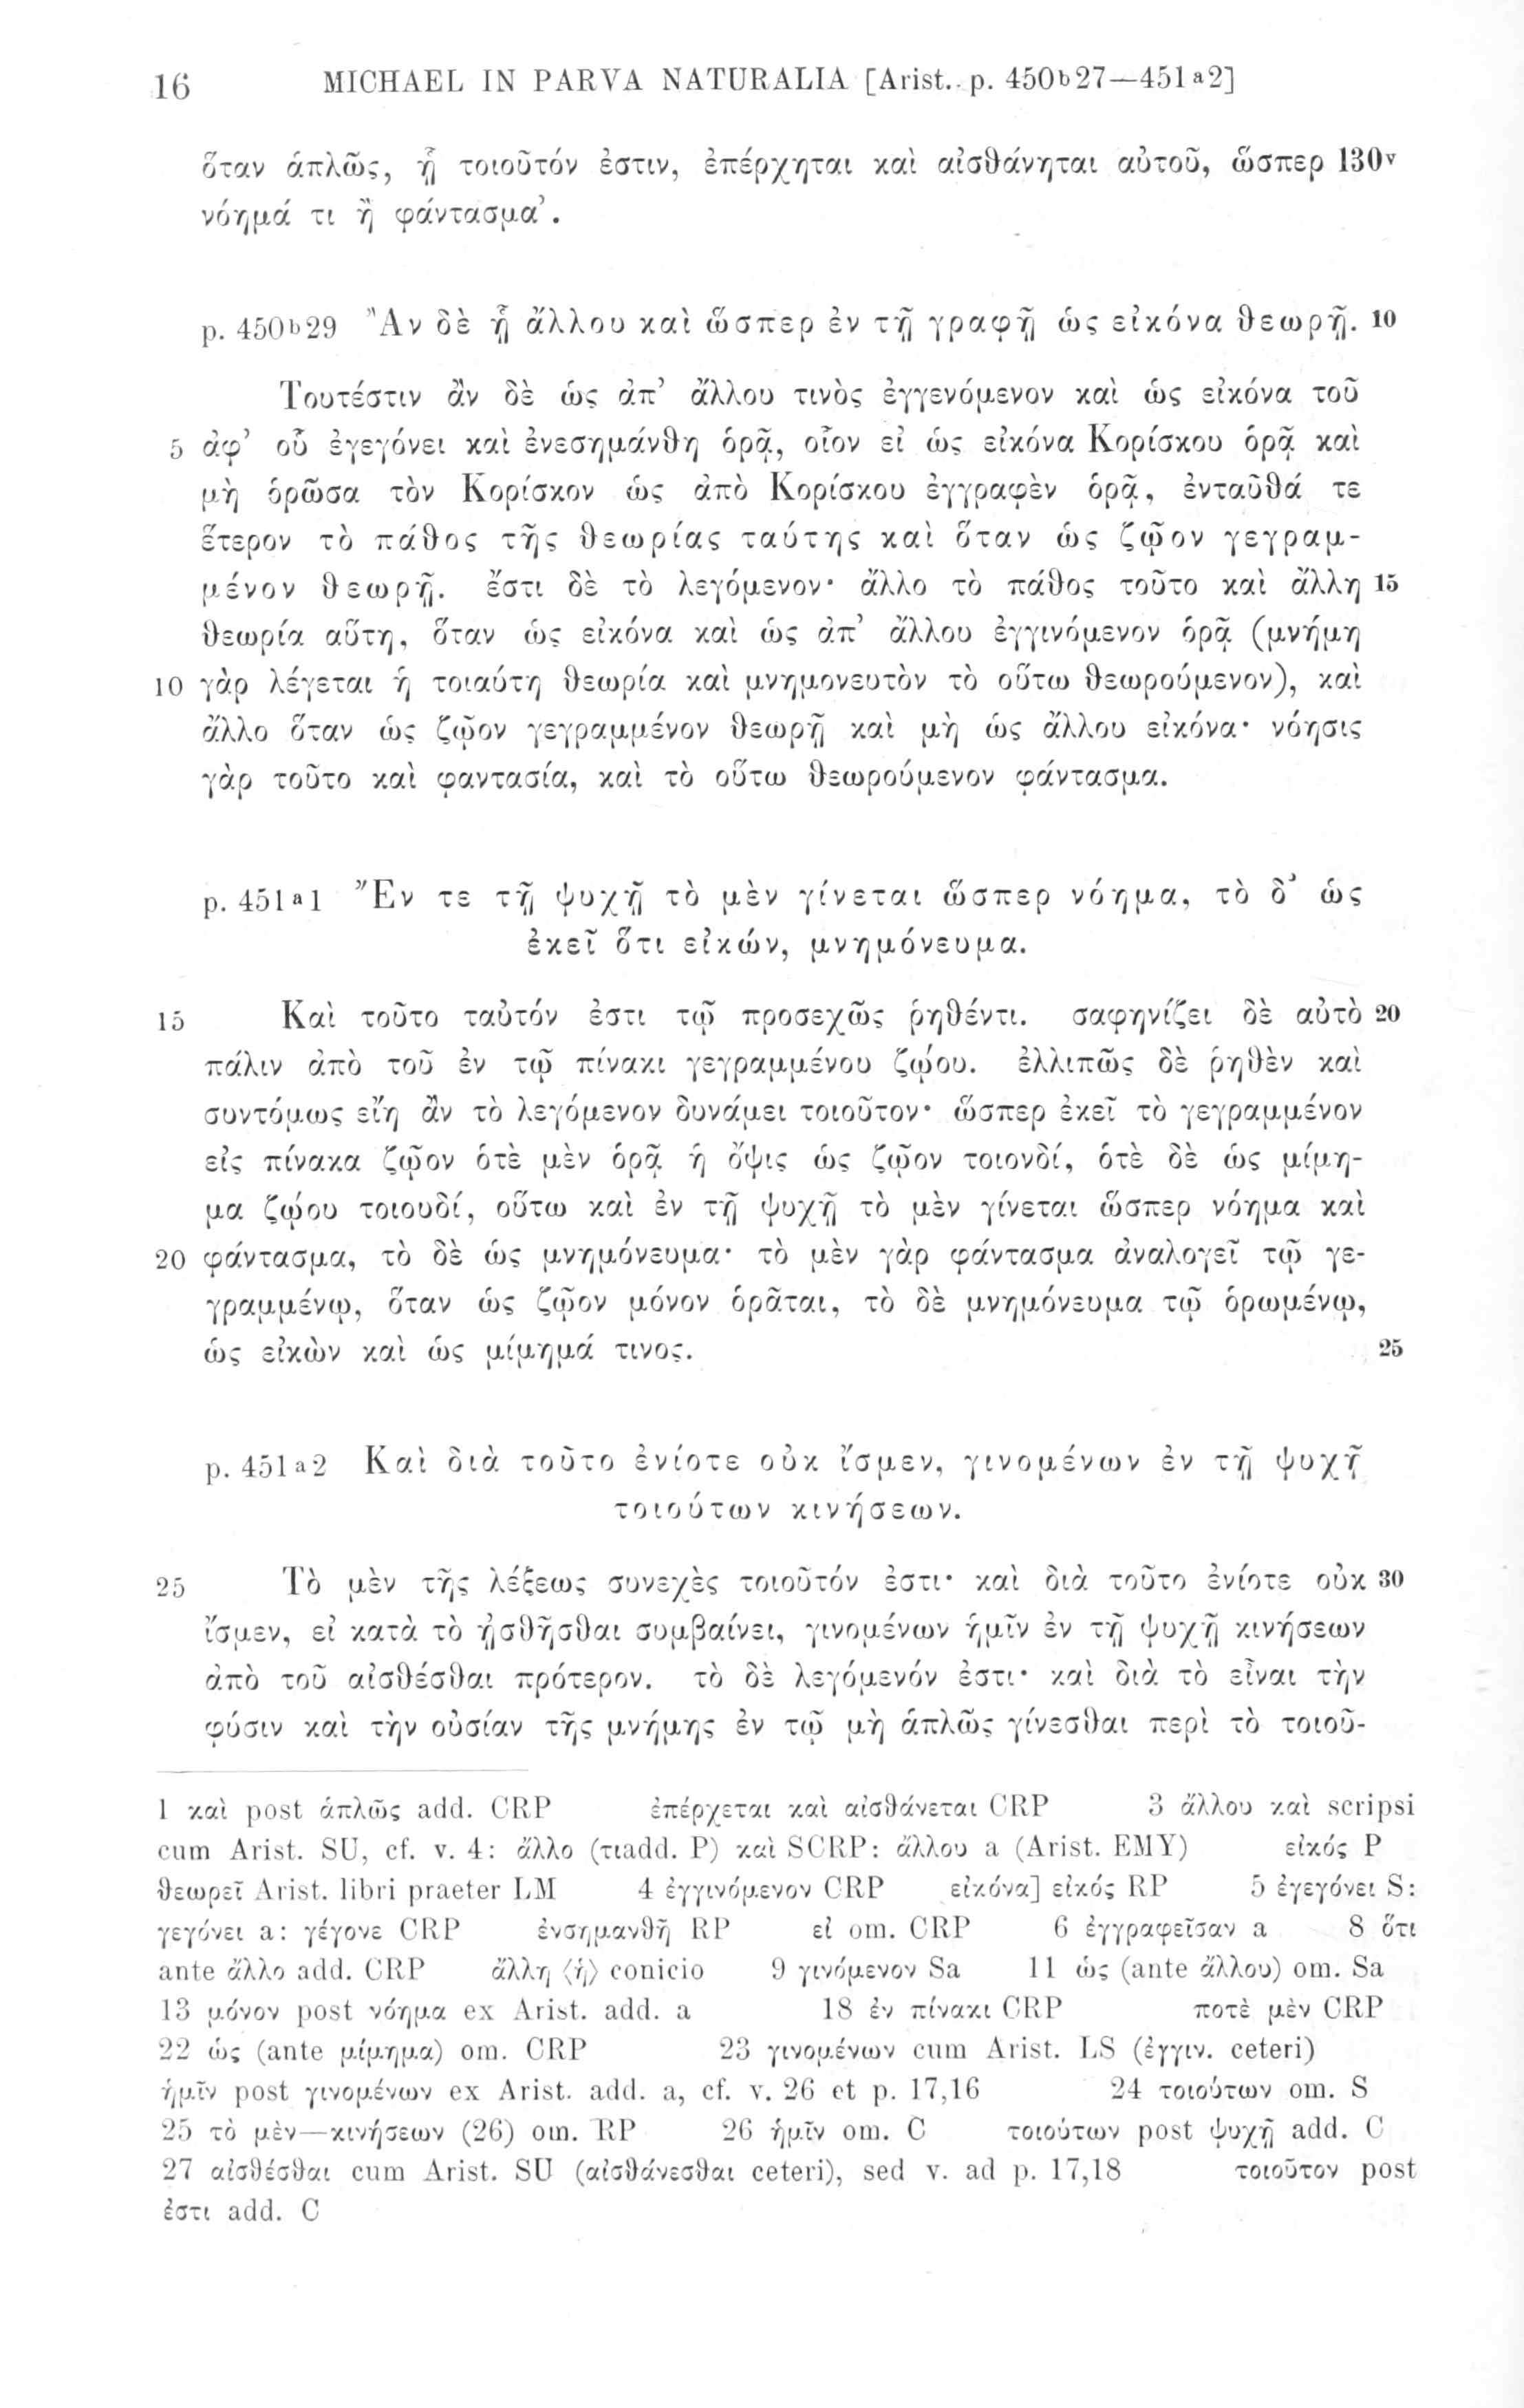 16 MICHAEL IN PARVA NATURALIA [Arist. p. 450b27—451a2]
ὅταν ἁπλῶς, ᾗ τοιοῦτόν ἐστιν, ἐπέρχηται καὶ αἰσθάνηται αὐτοῦ, ὥσπερ 130v
νόημά τι ἢ φάντασμα’.
p. 450b29 Ἂν δὲ ᾗ ἄλλου καὶ ὥσπερ ἐν τῇ γραφῇ ὡς εἰκόνα θεωρῇ. 10
Τουτέστιν ἂν δὲ ὡς ἀπ’ ἄλλου τινὸς ἐγγενόμενον καὶ ὡς εἰκόνα τοῦ
5 ἀφ’ οὗ ἐγεγόνει καὶ ἐνεσημάνθη ὁρᾷ, οἷον εἰ ὡς εἰκόνα Κορίσκου ὁρᾷ καὶ
μὴ ὁρῶσα τὸν Κορίσκον ὡς ἀπὸ Κορίσκου ἐγγραφὲν ὁρᾷ, ἐνταῦθά τε
ἕτερον τὸ πάθος τῆς θεωρίας ταύτης καὶ ὅταν ὡς ζῷον γεγραμ-
μένον θεωρῇ. ἔστι δὲ τὸ λεγόμενον· ἄλλο τὸ πάθος τοῦτο καὶ ἄλλη 15
θεωρία αὕτη, ὅταν ὡς εἰκόνα καὶ ὡς ἀπ’ ἄλλου ἐγγινόμενον ὁρᾷ (μνήμη
10 γὰρ λέγεται ἡ τοιαύτη θεωρία καὶ μνημονευτὸν τὸ οὕτω θεωρούμενον), καὶ
ἄλλο ὅταν ὡς ζῷον γεγραμμένον θεωρῇ καὶ μὴ ὡς ἄλλου εἰκόνα· νόησις
γὰρ τοῦτο καὶ φαντασία, καὶ τὸ οὕτω θεωρούμενον φάντασμα.
p. 451a1 Ἔν τε τῇ ψυχῇ τὸ μὲν γίνεται ὥσπερ νόημα, τὸ δ’ ὡς
ἐκεῖ ὅτι εἰκών, μνημόνευμα.
15 Καὶ τοῦτο ταὐτόν ἐστι τῷ προσεχῶς ῥηθέντι. σαφηνίζει δὲ αὐτὸ 20
πάλιν ἀπὸ τοῦ ἐν τῷ πίνακι γεγραμμένου ζῴου. ἐλλιπῶς δὲ ῥηθὲν καὶ
συντόμως εἴη ἂν τὸ λεγόμενον δυνάμει τοιοῦτον· ὥσπερ ἐκεῖ τὸ γεγραμμένον
εἰς πίνακα ζῷον ὁτὲ μὲν ὁρᾷ ἡ ὄψις ὡς ζῷον τοιονδί, ὁτὲ δὲ ὡς μίμη-
μα ζῴου τοιουδί, οὕτω καὶ ἐν τῇ ψυχῇ τὸ μὲν γίνεται ὥσπερ νόημα καὶ
20 φάντασμα, τὸ δὲ ὡς μνημόνευμα· τὸ μὲν γὰρ φάντασμα ἀναλογεῖ τῷ γε-
γραμμένῳ, ὅταν ὡς ζῷον μόνον ὁρᾶται, τὸ δὲ μνημόνευμα τῷ ὁρωμένῳ,
ὡς εἰκὼν καὶ ὡς μίμημά τινος. 25
p. 451a2 Καὶ διὰ τοῦτο ἐνίοτε οὐκ ἴσμεν, γινομένων ἐν τῇ ψυχῇ
τοιούτων κινήσεων.
25 Τὸ μὲν τῆς λέξεως συνεχὲς τοιοῦτόν ἐστι· καὶ διὰ τοῦτο ἐνίοτε οὐκ 30
ἴσμεν, εἰ κατὰ τὸ ᾐσθῆσθαι συμβαίνει, γινομένων ἡμῖν ἐν τῇ ψυχῇ κινήσεων
ἀπὸ τοῦ αἰσθέσθαι πρότερον. τὸ δὲ λεγόμενόν ἐστι· καὶ διὰ τὸ εἶναι τὴν
φύσιν καὶ τὴν οὐσίαν τῆς μνήμης ἐν τῷ μὴ ἁπλῶς γίνεσθαι περὶ τὸ τοιοῦ-
1 καὶ post ἁπλῶς add. CRP ἐπέρχεται καὶ αἰσθάνεται CRP 3 ἄλλου καὶ scripsi
cum Arist. SU, cf. v. 4: ἄλλο (τι add. P) καὶ SCRP: ἄλλου a (Arist. EMY) εἰκός P
θεωρεῖ Arist. libri praeter LM 4 ἐγγινόμενον CRP εἰκόνα] εἰκός RP 5 ἐγεγόνει S:
γεγόνει a: γέγονε CRP ἐνσημανθῇ RP εἰ om. CRP 6 ἐγγραφεῖσαν a 8 ὅτι
ante ἄλλο add. CRP ἄλλη ⟨ἡ⟩ conicio 9 γινόμενον Sa 11 ὡς (ante ἄλλου) om. Sa
13 μόνον post νόημα ex Arist. add. a 18 ἐν πίνακι CRP ποτὲ μὲν CRP
22 ὡς (ante μίμημα) om. CRP 23 γινομένων cum Arist. LS (ἐγγιν. ceteri)
ἡμῖν post γινομένων ex Arist. add. a, cf. v. 26 et p. 17,16 24 τοιούτων om. S
25 τὸ μὲν—κινήσεων (26) om. RP 26 ἡμῖν om. C τοιούτων post ψυχῇ add. C
27 αἰσθέσθαι cum Arist. SU (αἰσθάνεσθαι ceteri), sed v. ad p. 17,18 τοιοῦτον post
ἐστι add. C